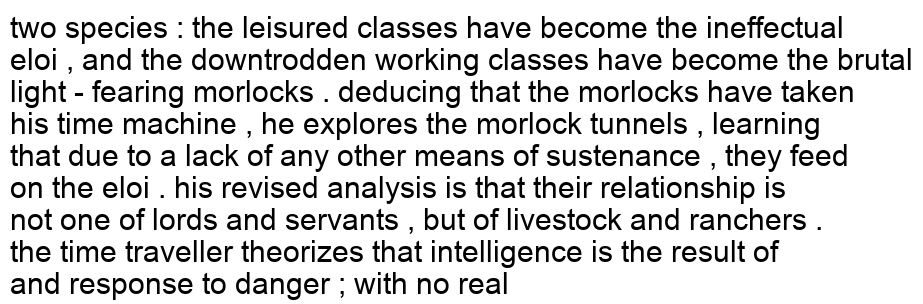 two species : the leisured classes have become the ineffectual
eloi , and the downtrodden working classes have become the brutal
light - fearing morlocks . deducing that the morlocks have taken
his time machine , he explores the morlock tunnels , learning
that due to a lack of any other means of sustenance , they feed
on the eloi . his revised analysis is that their relationship is
not one of lords and servants , but of livestock and ranchers .
the time traveller theorizes that intelligence is the result of
and response to danger ; with no real